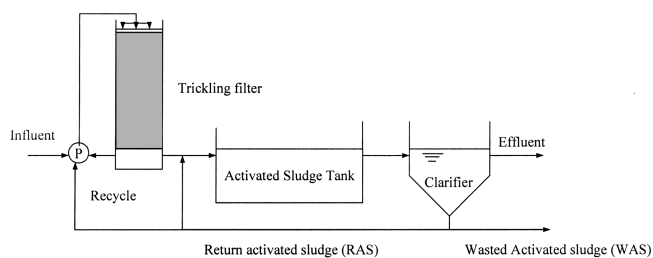 Trickling filter
Influent
P
Effluent
Activated Sludge Tank
Clarifier
Recycle
Return activated sludge (RAS)
Wasted Activated sludge (WAS)